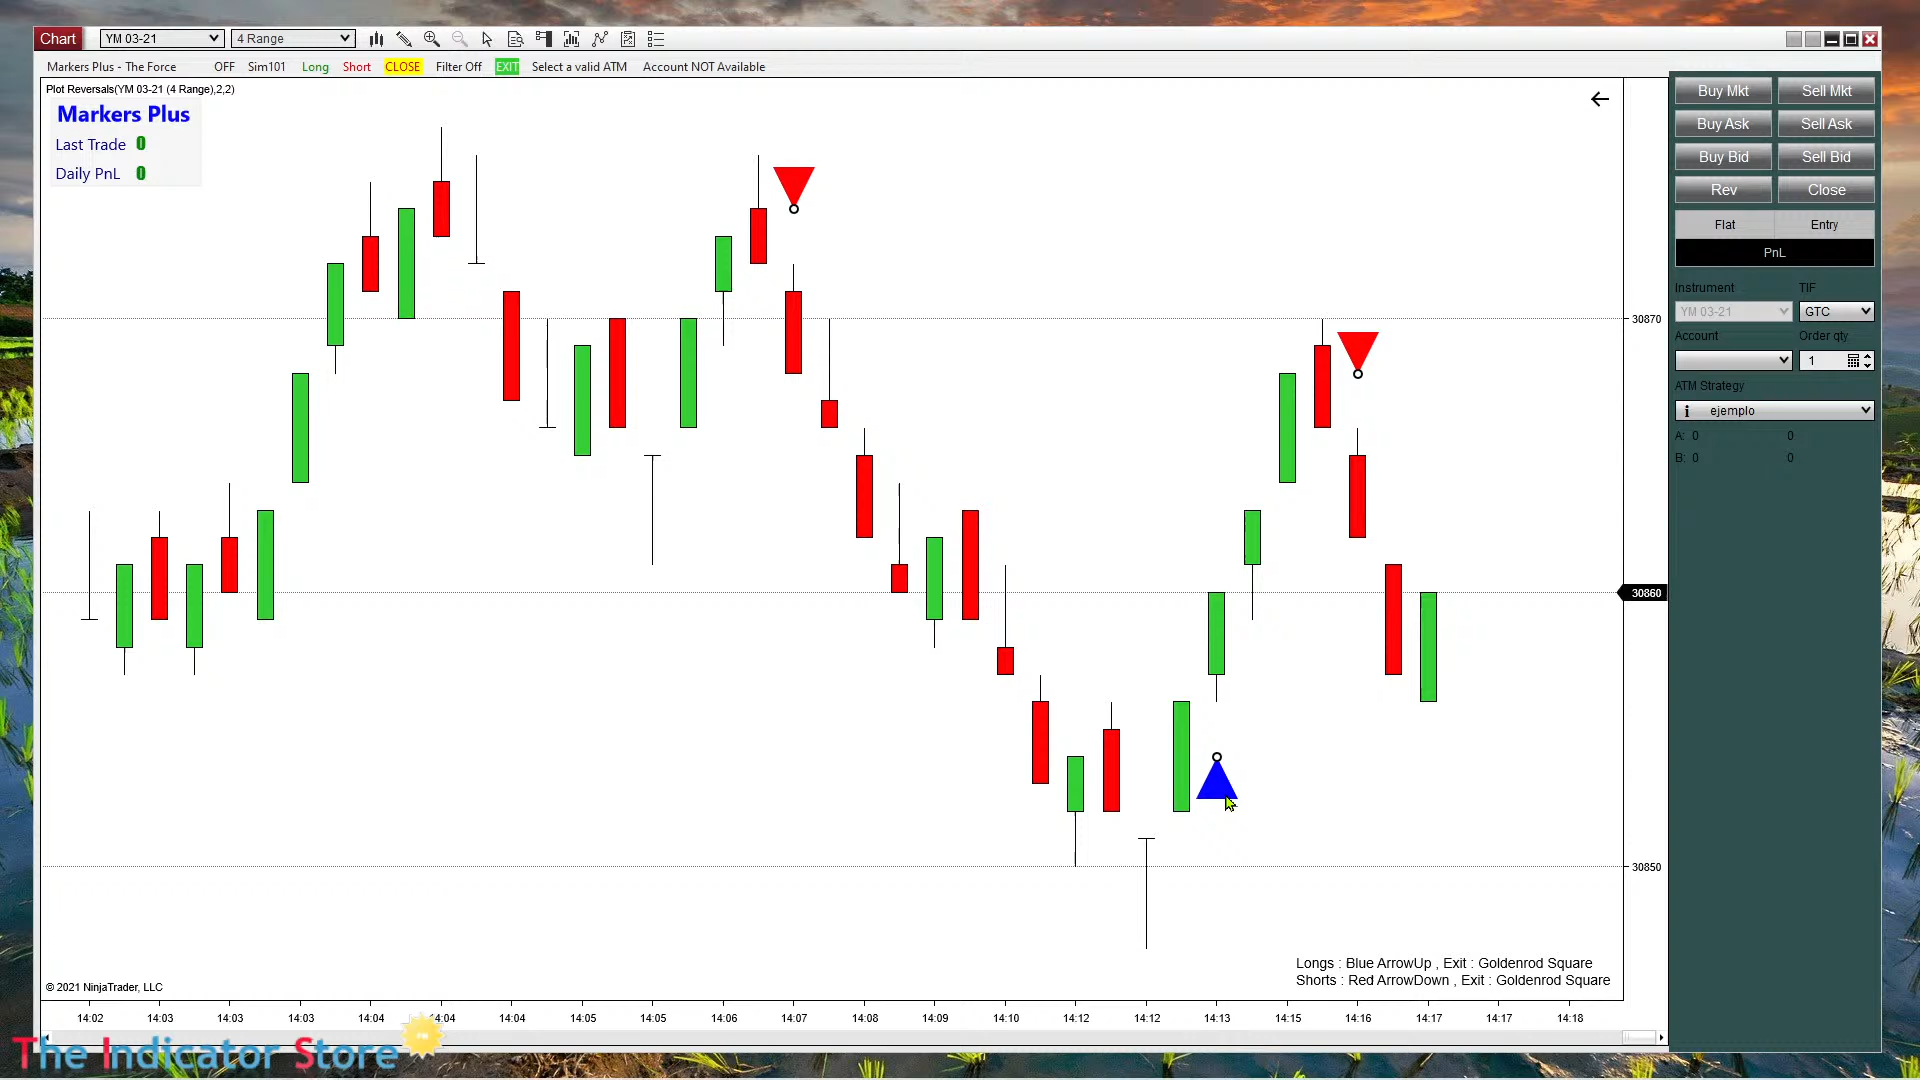 Chart YM 03-21 4 Range
Markers Plus - The Force OFF Sim101 Long Short CLOSE Filter Off EXIT Select a valid ATM Account NOT Available
Plot Reversals(YM 03-21 (4 Range),2,2)
Markers Plus
Last Trade 0
Daily PnL 0
Buy Mkt Sell Mkt
Buy Ask Sell Ask
Buy Bid Sell Bid
Rev Close
Flat Entry
PnL
Instrument TIF
YM 03-21 GTC
Account Order qty
1
ATM Strategy
i ejemplo
A: 0 0
B: 0 0
30870
30860
30850
Longs : Blue ArrowUp , Exit : Goldenrod Square
Shorts : Red ArrowDown , Exit : Goldenrod Square
© 2021 NinjaTrader, LLC
14:02 14:03 14:03 14:03 14:04 14:04 14:04 14:05 14:05 14:06 14:07 14:08 14:09 14:10 14:12 14:12 14:13 14:15 14:16 14:17 14:17 14:18
The Indicator Store